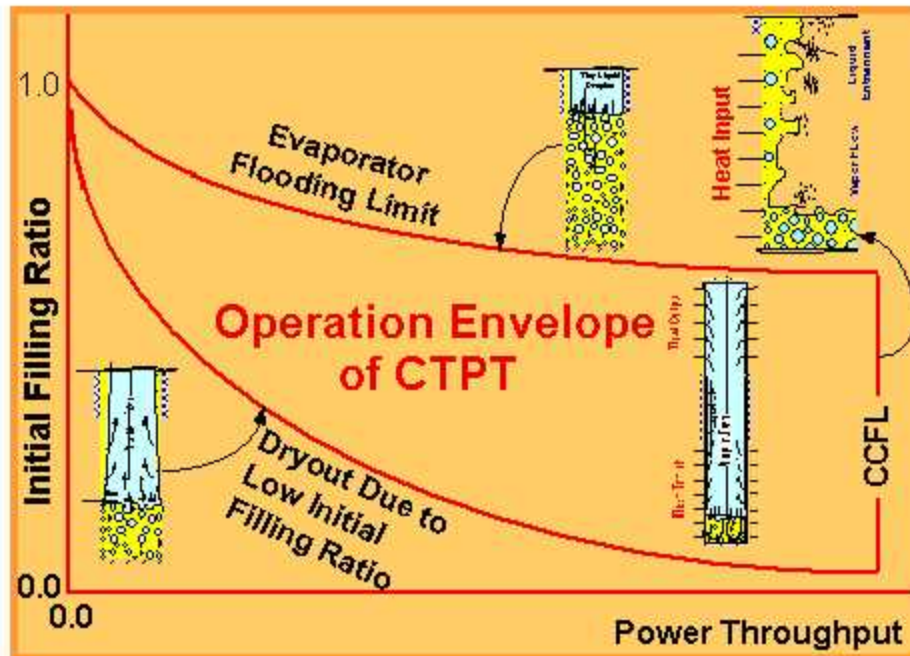 1.0
Initial Filling Ratio
0.0
0.0
Power Throughput
Evaporator
Flooding Limit
Operation Envelope
of CTPT
Dryout Due to
Low Initial
Filling Ratio
CCFL
Heat Input
Liquid
Vapor Flow